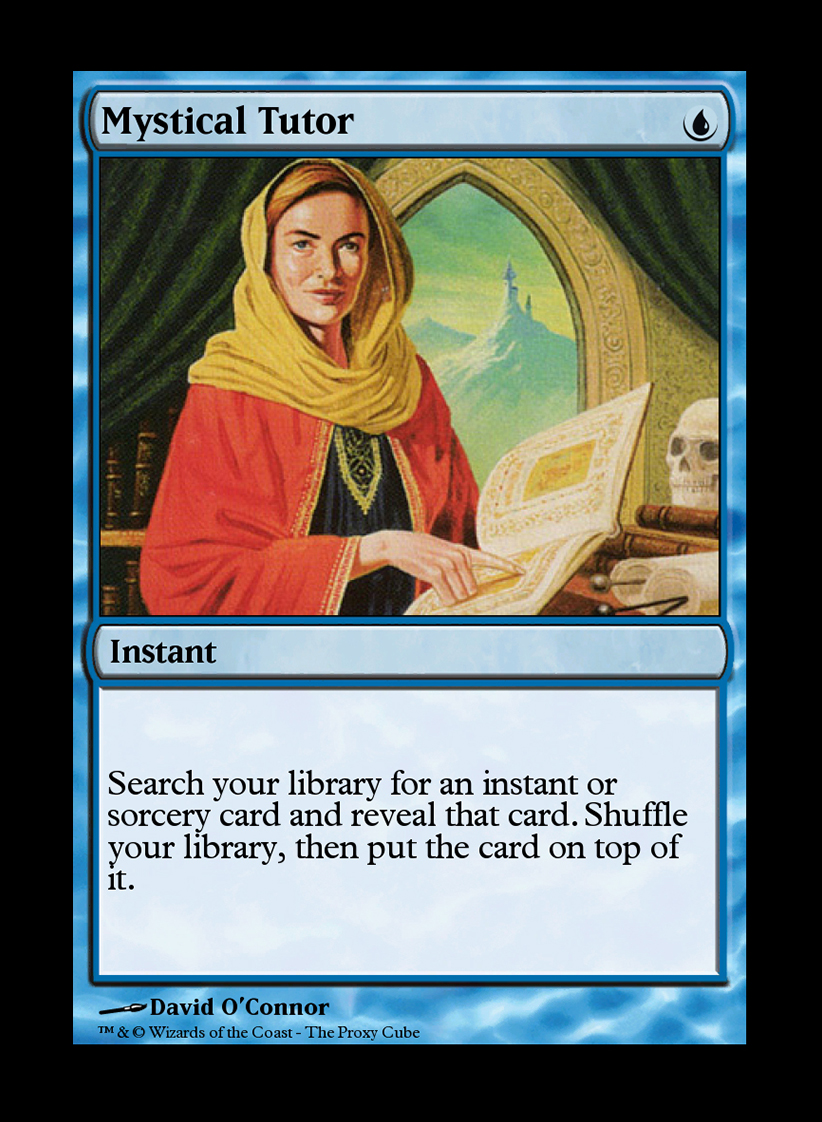 Mystical Tutor
Instant
Search your library for an instant or
sorcery card and reveal that card. Shuffle
your library, then put the card on top of
it.
David O'Connor
™ & © Wizards of the Coast - The Proxy Cube